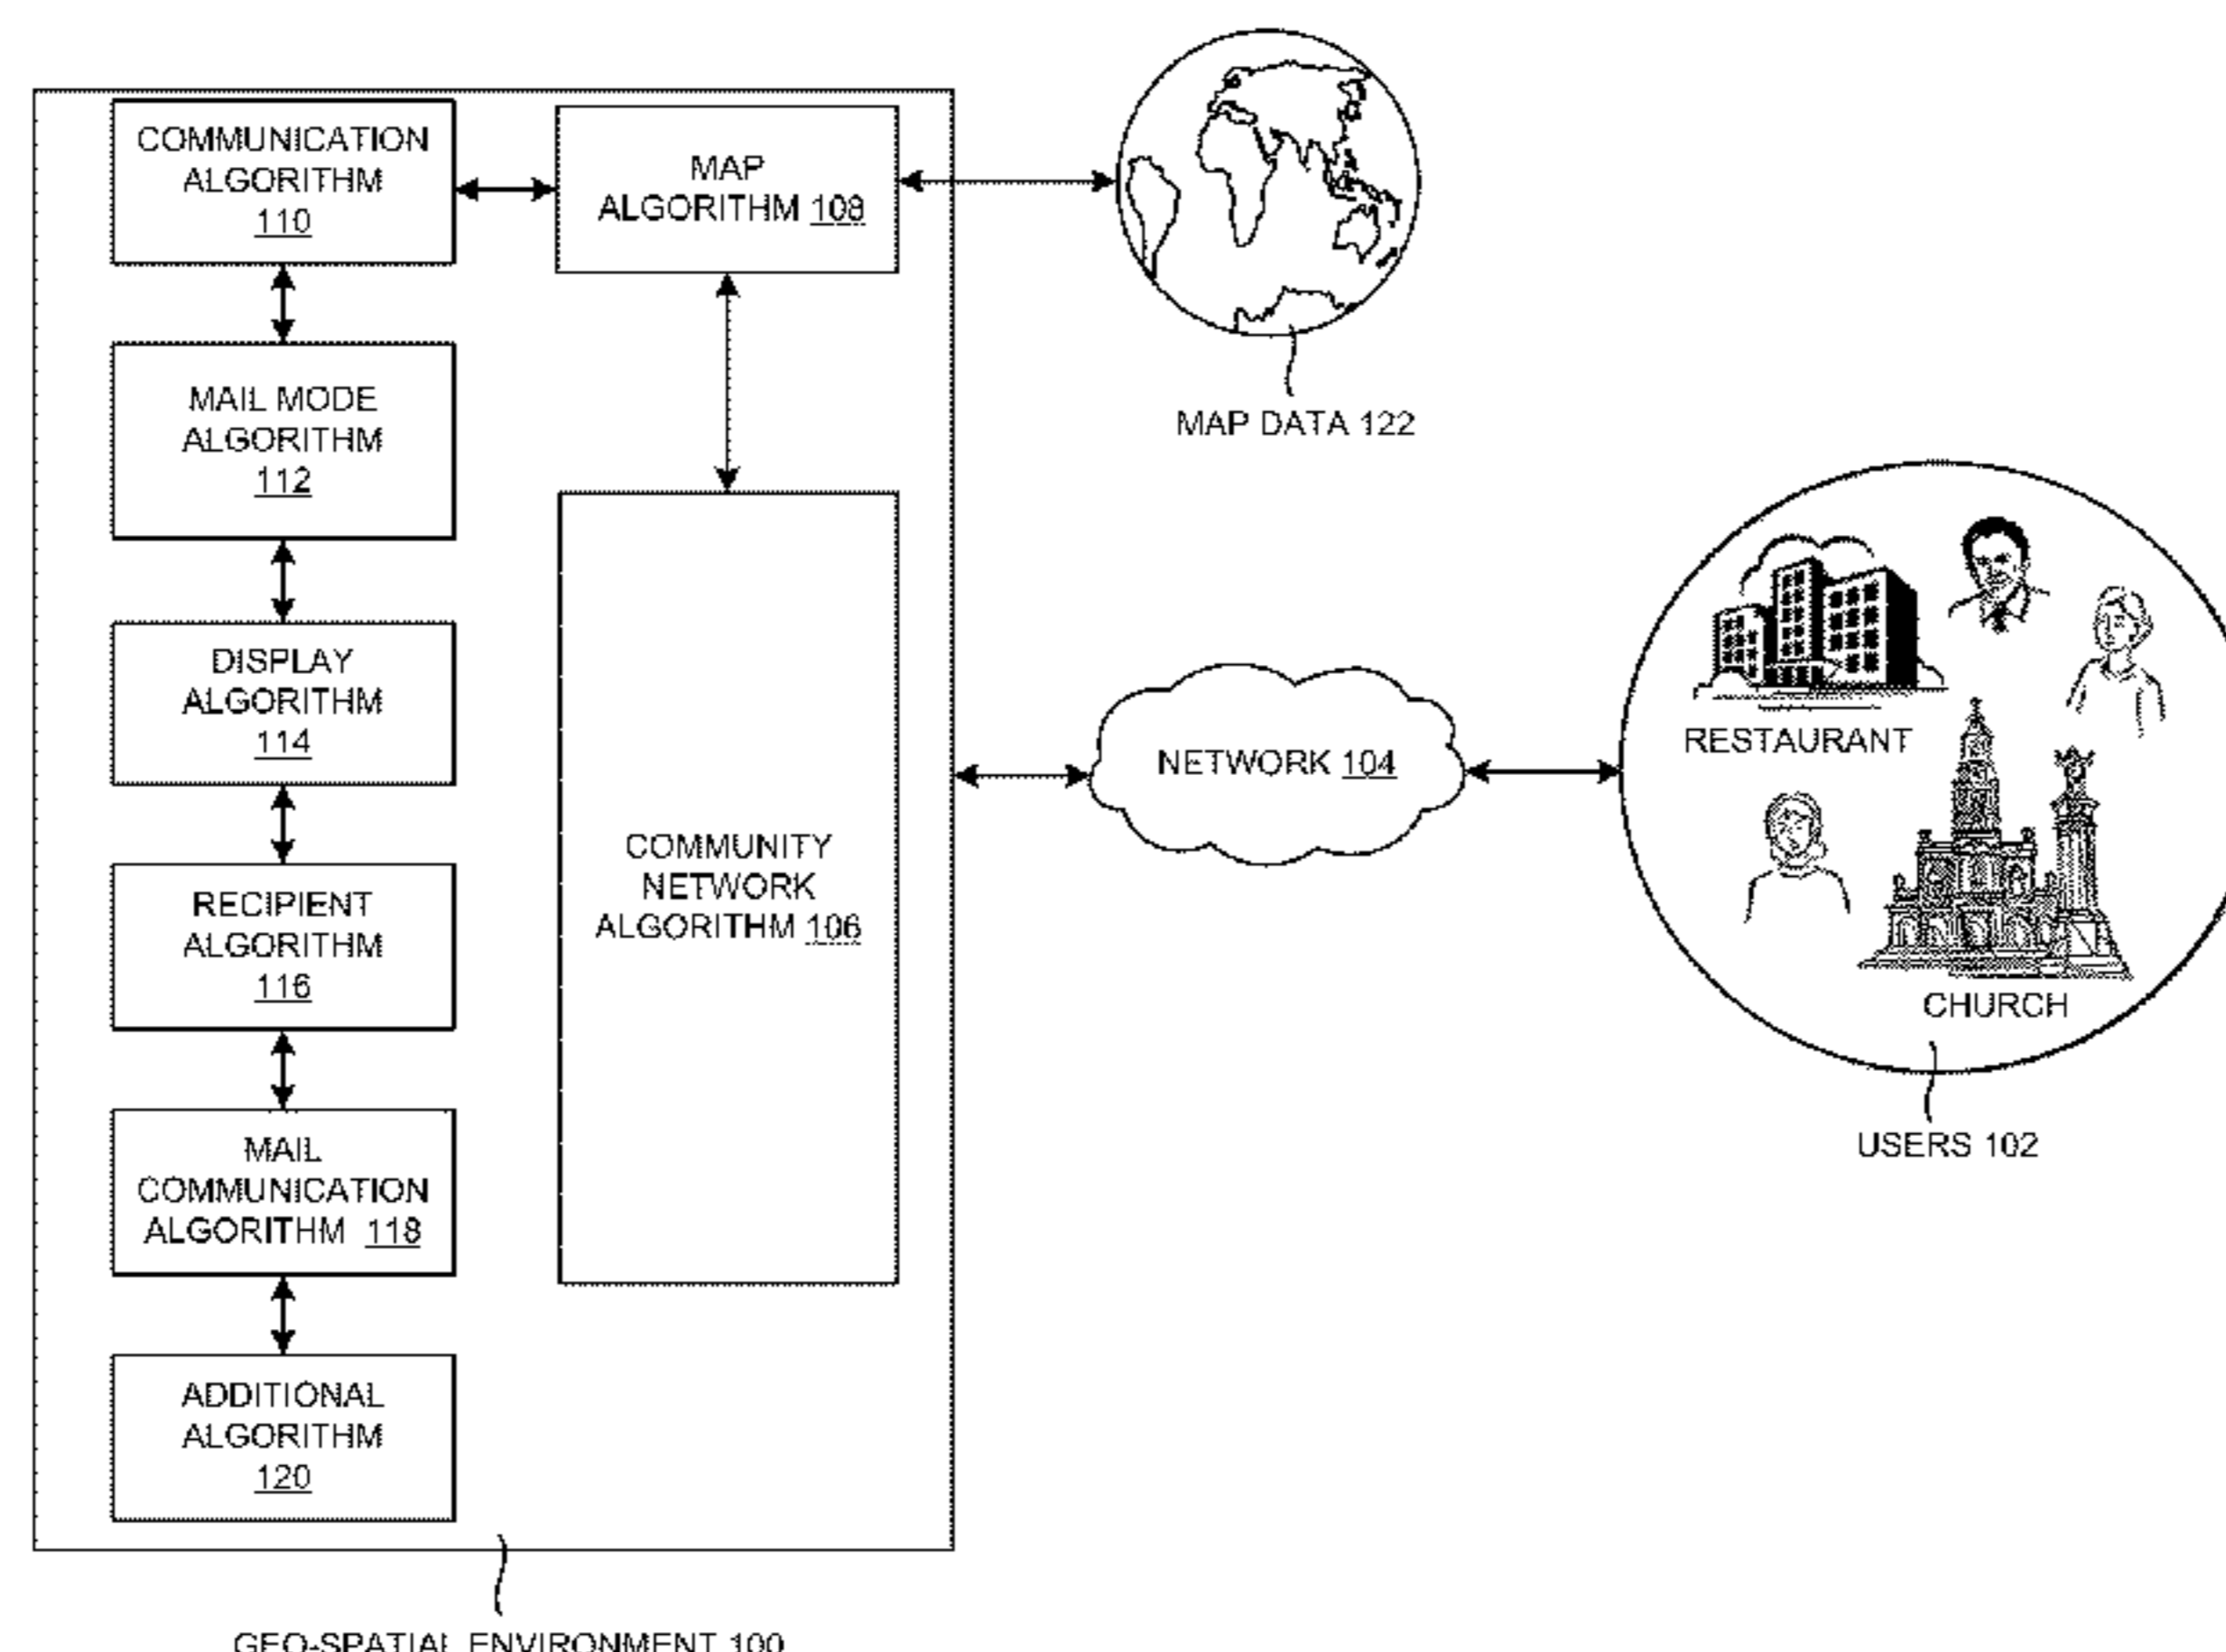 COMMUNICATION
ALGORITHM
110
MAP
ALGORITHM 108
MAIL MODE
ALGORITHM
112
MAP DATA 122
DISPLAY
ALGORITHM
114
RECIPIENT
ALGORITHM
116
MAIL
COMMUNICATION
ALGORITHM 118
ADDITIONAL
ALGORITHM
120
COMMUNITY
NETWORK
ALGORITHM 106
NETWORK 104
RESTAURANT
CHURCH
USERS 102
GEO-SPATIAL ENVIRONMENT 100